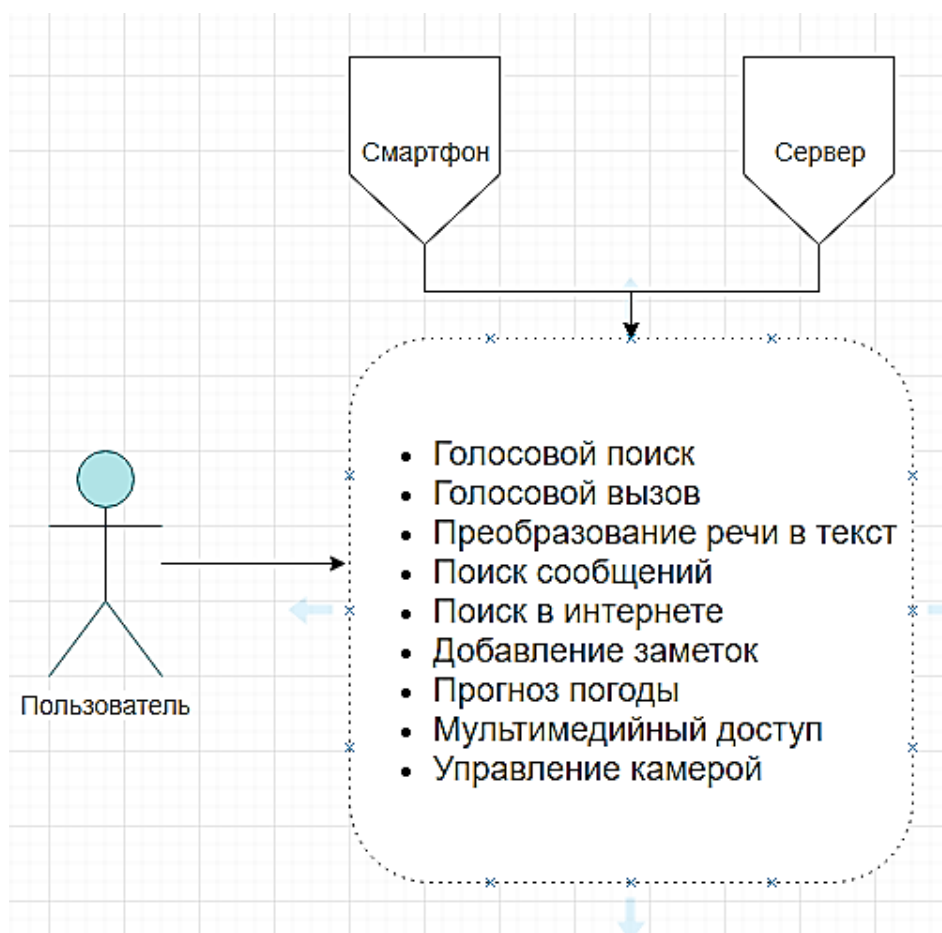 Смартфон
Сервер
Голосовой поиск
Голосовой вызов
Преобразование речи в текст
Поиск сообщений
Поиск в интернете
Добавление заметок
Прогноз погоды
Мультимедийный доступ
Управление камерой
Пользователь